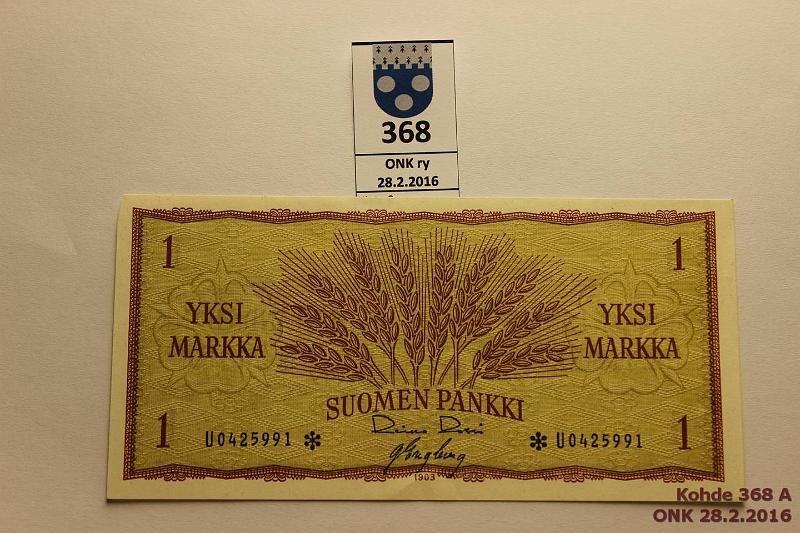 368
ONK ry
28.2.2016
1 1
YKSI MARKKA
YKSI MARKKA
SUOMEN PANKKI
1 1
U0425991 * * U0425991
1903
Kohde 368 A
ONK 28.2.2016